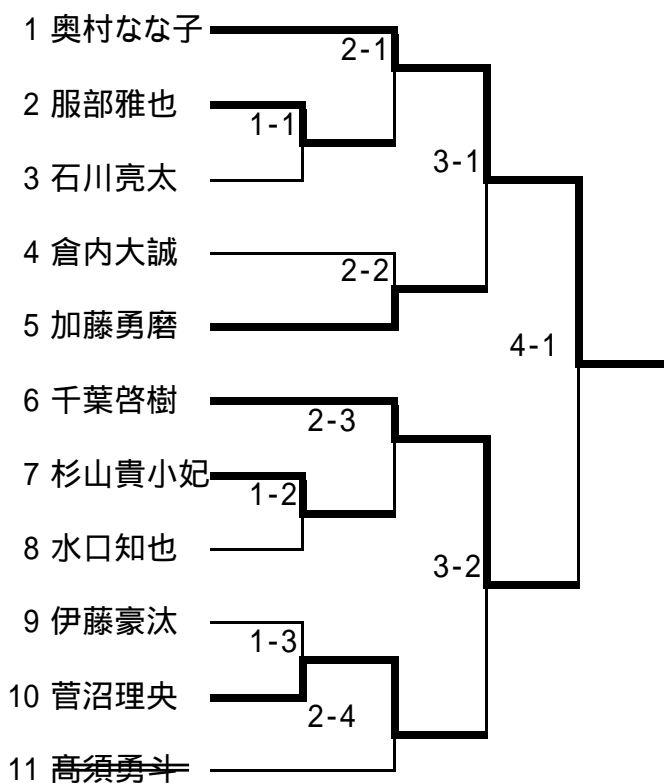 1 奥村なな子
2-1
2 服部雅也
1-1
3 石川亮太
3-1
4 倉内大誠
2-2
5 加藤勇磨
4-1
6 千葉啓樹
2-3
7 杉山貴小妃
1-2
8 水口知也
3-2
9 伊藤豪汰
1-3
10 菅沼理央
2-4
11 髙須勇斗